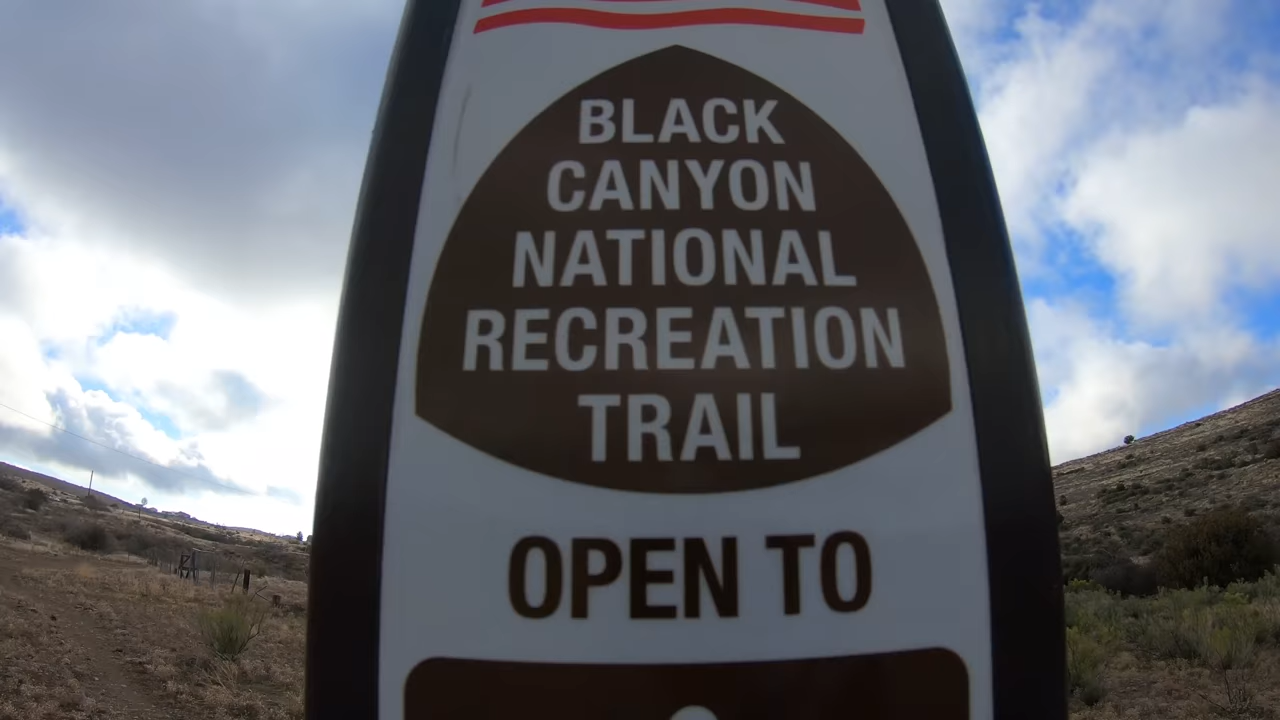 BLACK
CANYON
NATIONAL
RECREATION
TRAIL
OPEN TO